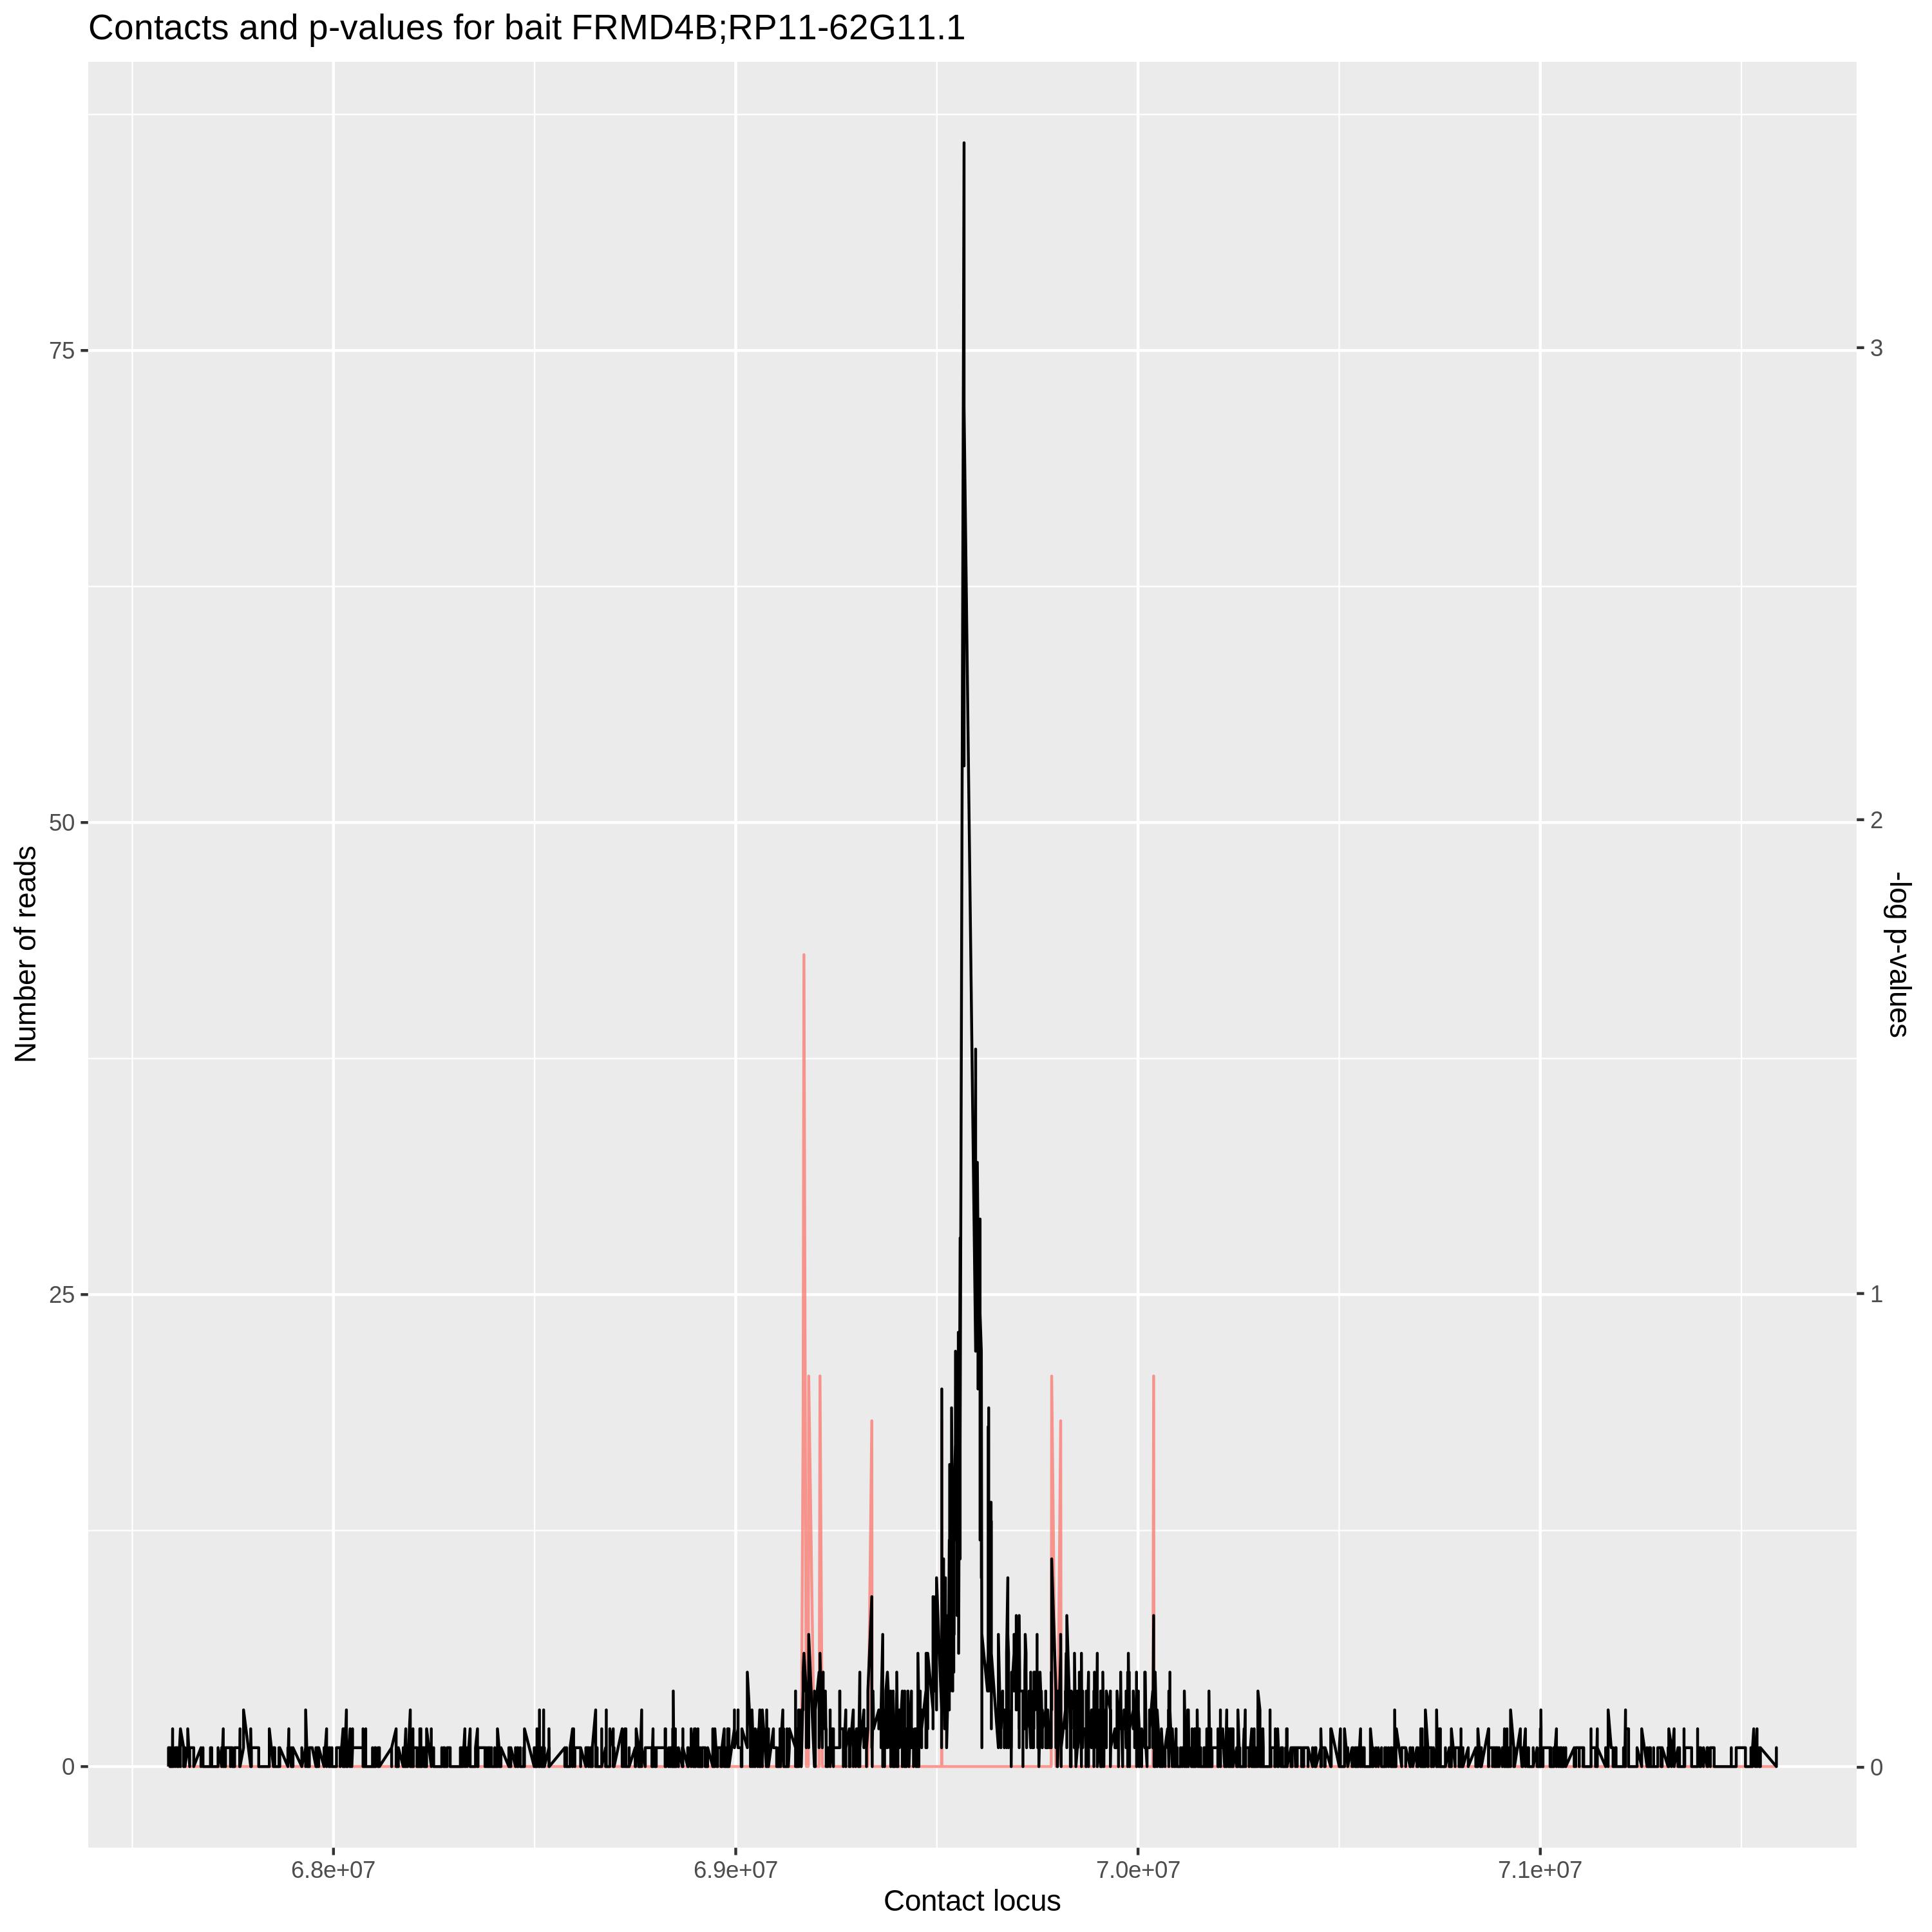 Contacts and p-values for bait FRMD4B;RP11-62G11.1
75
50
25
0
Number of reads
3
2
1
0
-log p-values
6.8e+07 6.9e+07 7.0e+07 7.1e+07
Contact locus